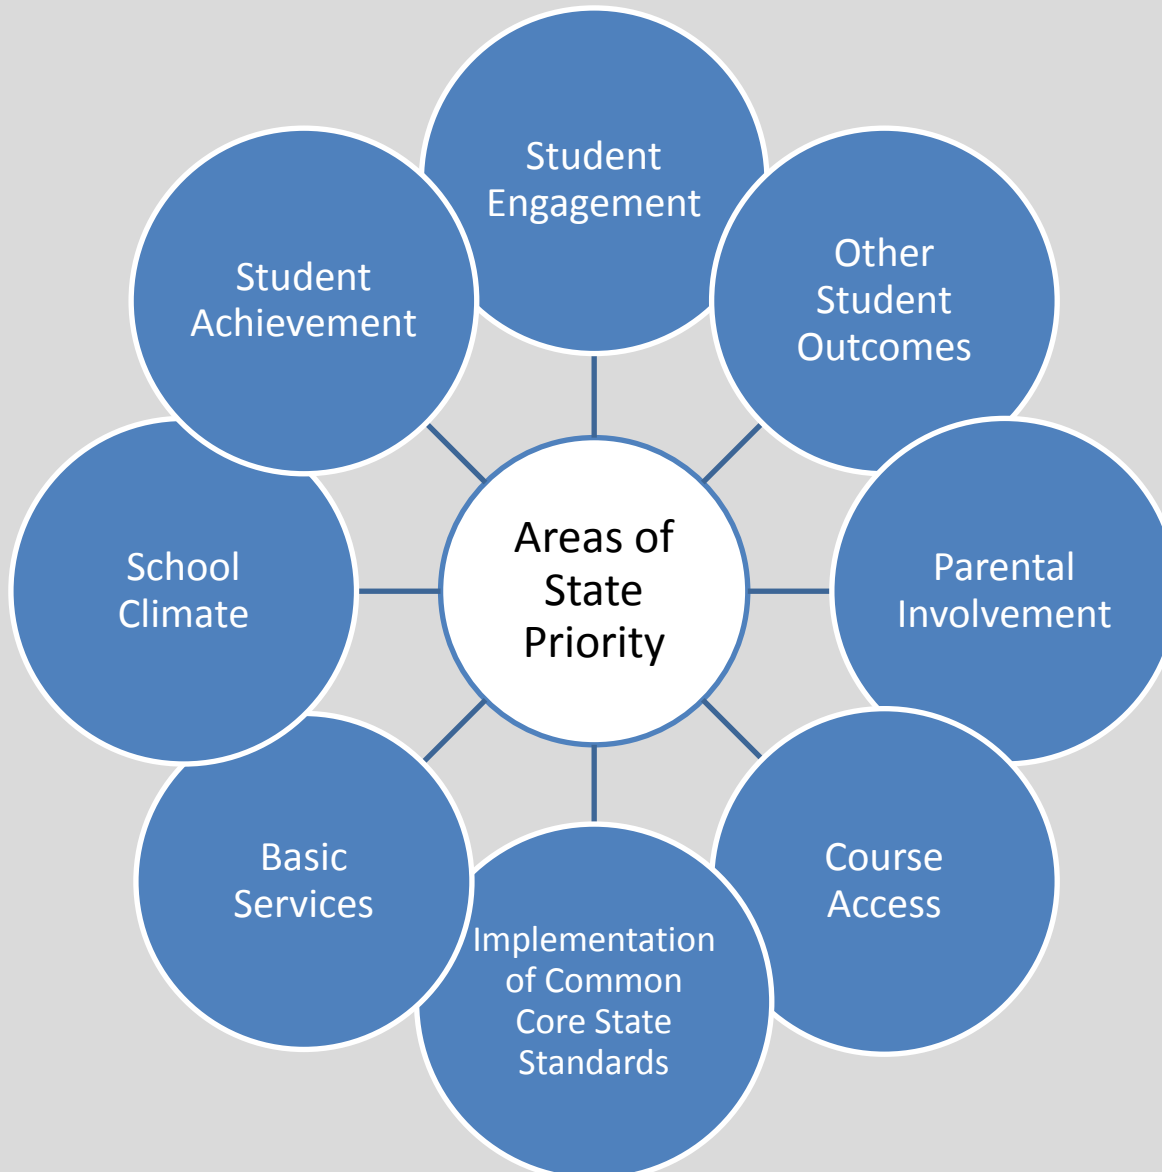 Student
Engagement
Other
Student
Outcomes
Parental
Involvement
Course
Access
Implementation
of Common
Core State
Standards
Basic
Services
School
Climate
Student
Achievement
Areas of
State
Priority